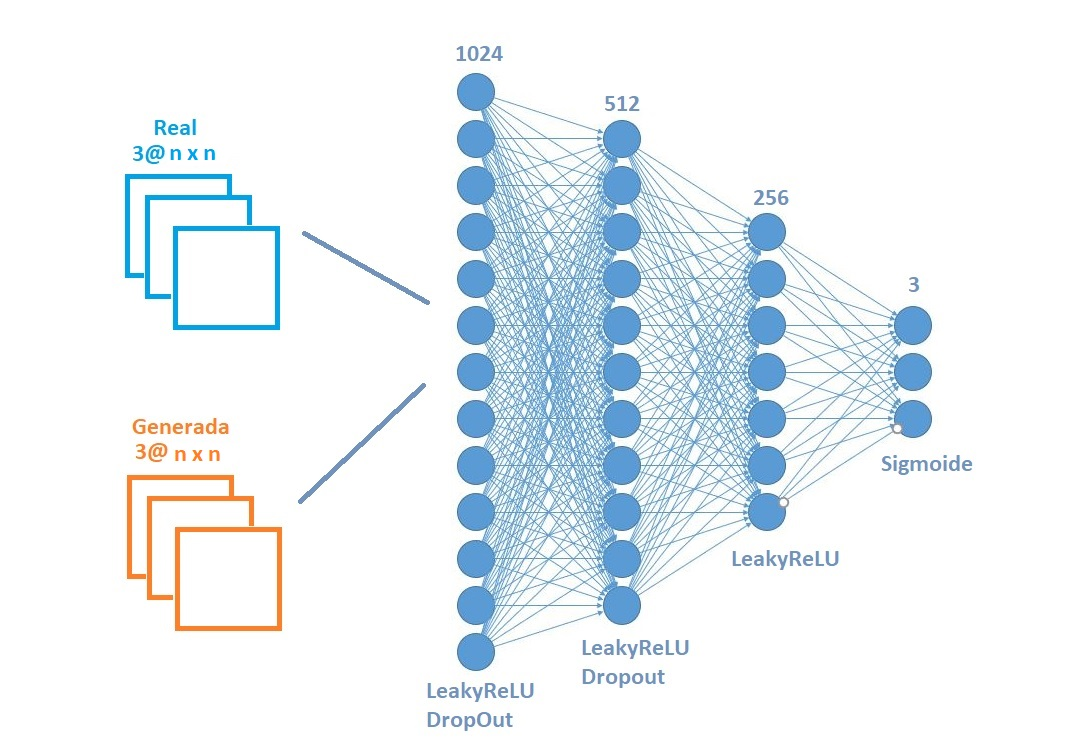 Real
3@ n x n
Generada
3@ n x n
1024
LeakyReLU
DropOut
512
LeakyReLU
Dropout
256
LeakyReLU
3
Sigmoide